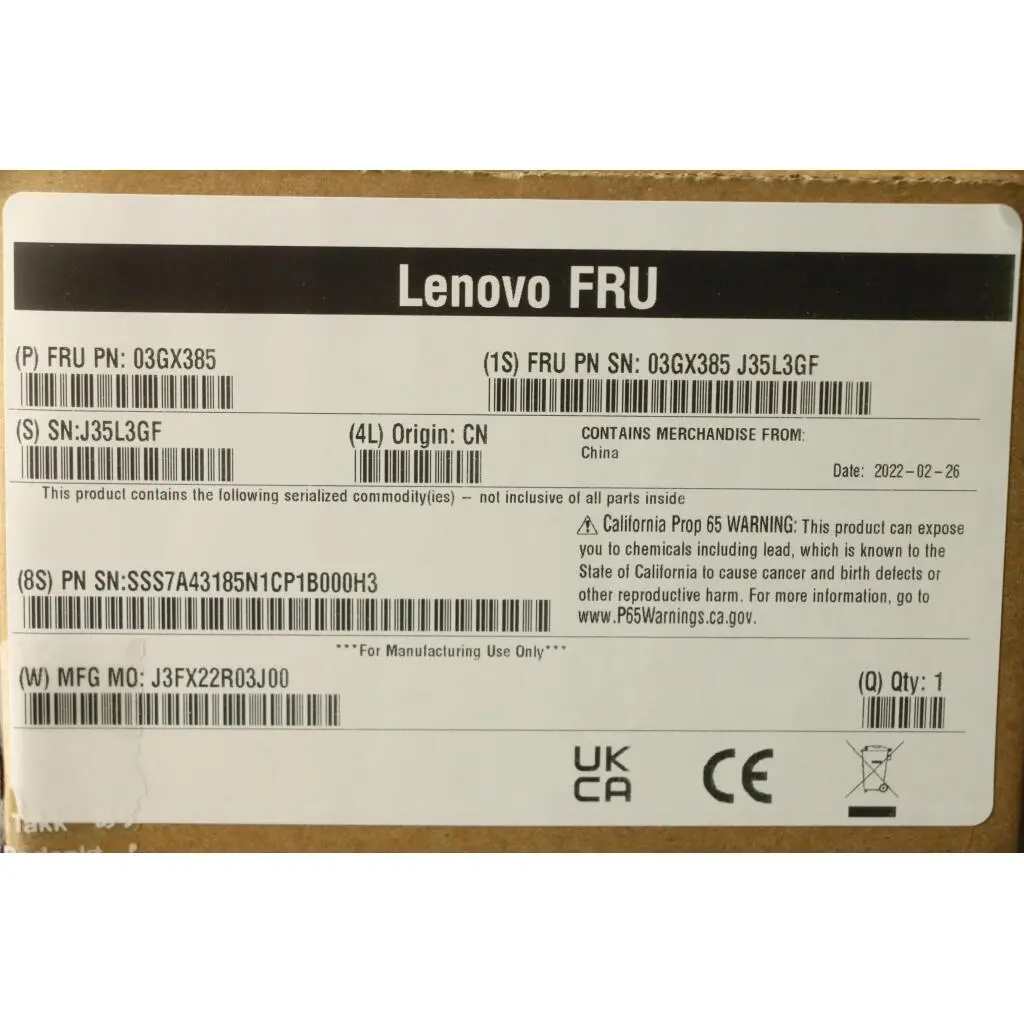 Lenovo FRU
(P) FRU PN: 03GX385
(1S) FRU PN SN: 03GX385 J35L3GF
(S) SN:J35L3GF
(4L) Origin: CN
CONTAINS MERCHANDISE FROM:
China
Date: 2022-02-26
This product contains the following serialized commodity(ies) — not inclusive of all parts inside
⚠ California Prop 65 WARNING: This product can expose
you to chemicals including lead, which is known to the
State of California to cause cancer and birth defects or
other reproductive harm. For more information, go to
www.P65Warnings.ca.gov.
(8S) PN SN:SSS7A43185N1CP1B000H3
***For Manufacturing Use Only***
(W) MFG MO: J3FX22R03J00
(Q) Qty: 1
UK
CA
CE
Takk